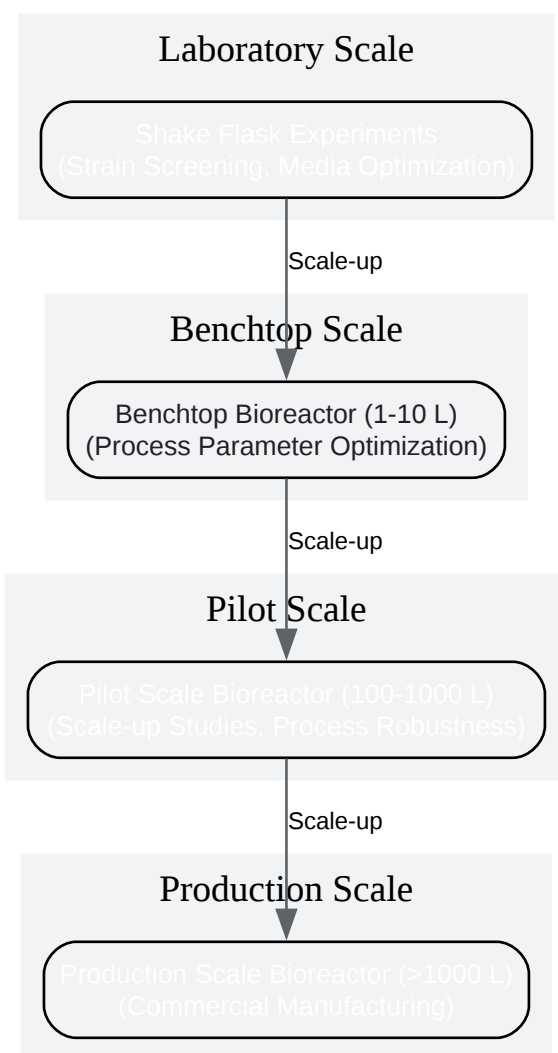 Laboratory Scale
Shake Flask Experiments
(Strain Screening, Media Optimization)
Scale-up
Benchtop Scale
Benchtop Bioreactor (1-10 L)
(Process Parameter Optimization)
Scale-up
Pilot Scale
Pilot Scale Bioreactor (100-1000 L)
(Scale-up Studies, Process Robustness)
Scale-up
Production Scale
Production Scale Bioreactor (>1000 L)
(Commercial Manufacturing)